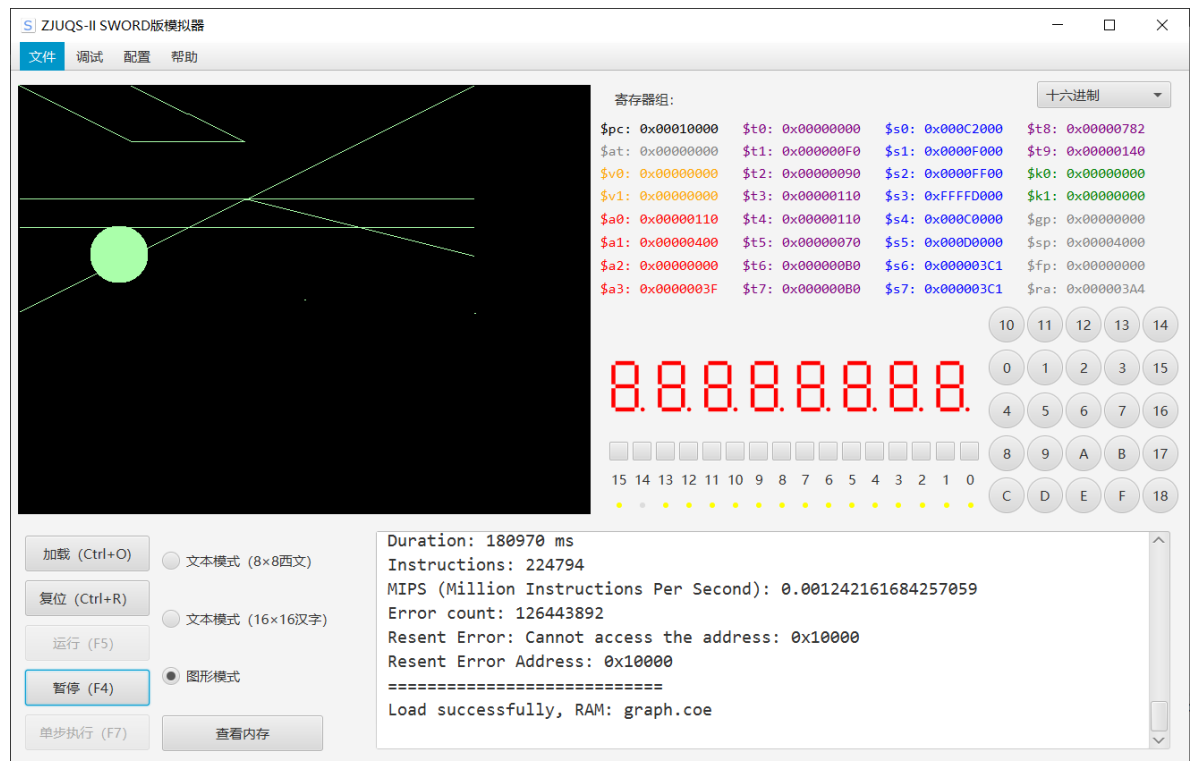 S ZJUQS-II SWORD版模拟器
文件 调试 配置 帮助
寄存器组: 十六进制
$pc: 0x00010000 $t0: 0x00000000 $s0: 0x000C2000 $t8: 0x00000782
$at: 0x00000000 $t1: 0x000000F0 $s1: 0x0000F000 $t9: 0x00000140
$v0: 0x00000000 $t2: 0x00000090 $s2: 0x0000FF00 $k0: 0x00000000
$v1: 0x00000000 $t3: 0x00000110 $s3: 0xFFFFD000 $k1: 0x00000000
$a0: 0x00000110 $t4: 0x00000110 $s4: 0x000C0000 $gp: 0x00000000
$a1: 0x00000400 $t5: 0x00000070 $s5: 0x000D0000 $sp: 0x00004000
$a2: 0x00000000 $t6: 0x000000B0 $s6: 0x000003C1 $fp: 0x00000000
$a3: 0x0000003F $t7: 0x000000B0 $s7: 0x000003C1 $ra: 0x000003A4
10 11 12 13 14
0 1 2 3 15
8.8.8.8.8.8.8.8.
4 5 6 7 16
8 9 A B 17
15 14 13 12 11 10 9 8 7 6 5 4 3 2 1 0
C D E F 18
加载 (Ctrl+O)
复位 (Ctrl+R)
运行 (F5)
暂停 (F4)
单步执行 (F7)
文本模式 (8×8西文)
文本模式 (16×16汉字)
图形模式
查看内存
Duration: 180970 ms
Instructions: 224794
MIPS (Million Instructions Per Second): 0.001242161684257059
Error count: 126443892
Resent Error: Cannot access the address: 0x10000
Resent Error Address: 0x10000
============================
Load successfully, RAM: graph.coe